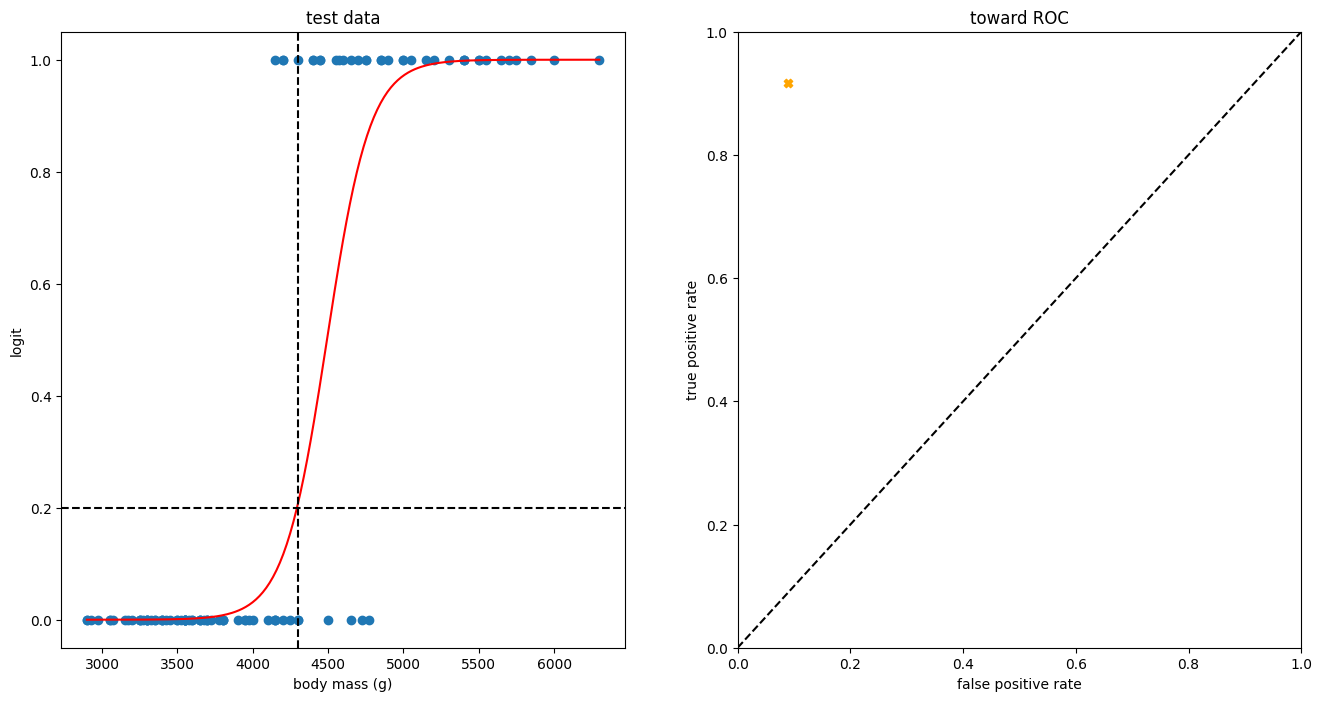 test data
logit
1.0
0.8
0.6
0.4
0.2
0.0
3000 3500 4000 4500 5000 5500 6000
body mass (g)
toward ROC
true positive rate
1.0
0.8
0.6
0.4
0.2
0.0
0.0 0.2 0.4 0.6 0.8 1.0
false positive rate